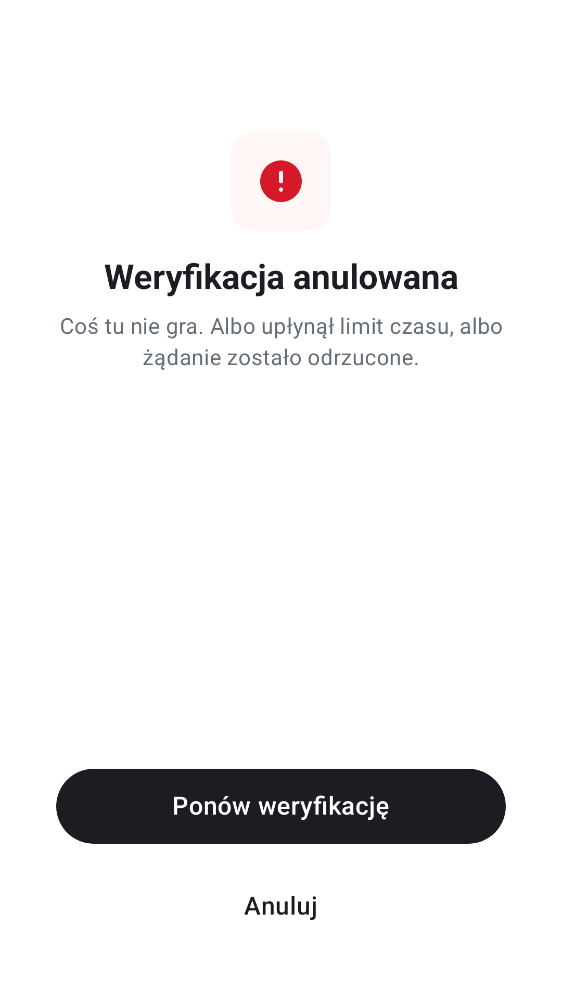 Weryfikacja anulowana
Coś tu nie gra. Albo upłynął limit czasu, albo
żądanie zostało odrzucone.
Ponów weryfikację
Anuluj